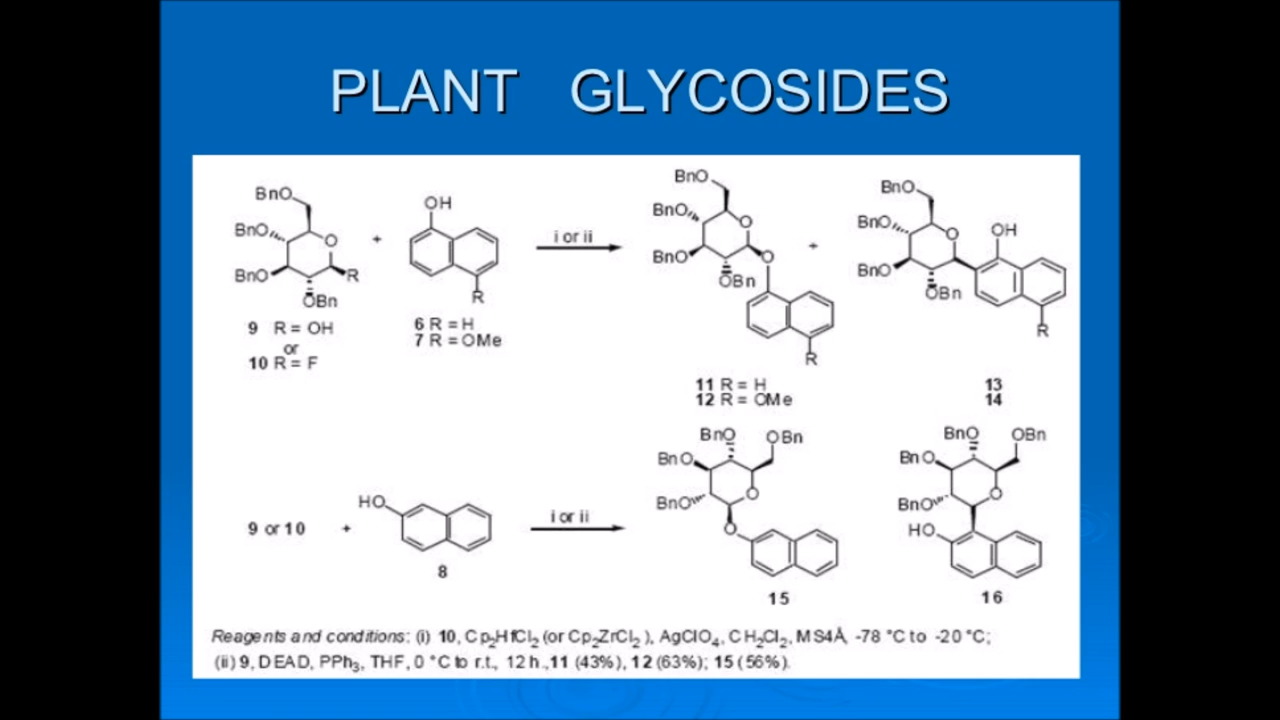 PLANT GLYCOSIDES
BnO
BnO
BnO
O
R
OBn
9 R = OH
or
10 R = F
+
OH
R
6 R = H
7 R = OMe
i or ii
BnO
BnO
BnO
O
O
OBn
R
11 R = H
12 R = OMe
+
BnO
BnO
BnO
O
OH
OBn
R
13
14
9 or 10
+
HO
8
i or ii
BnO
OBn
BnO
BnO
O
O
15
BnO
OBn
BnO
BnO
O
HO
16
Reagents and conditions: (i) 10, Cp₂HfCl₂ (or Cp₂ZrCl₂), AgClO₄, CH₂Cl₂, MS4Å, -78 °C to -20 °C;
(ii) 9, DEAD, PPh₃, THF, 0 °C to r.t., 12 h., 11 (43%), 12 (63%); 15 (56%).